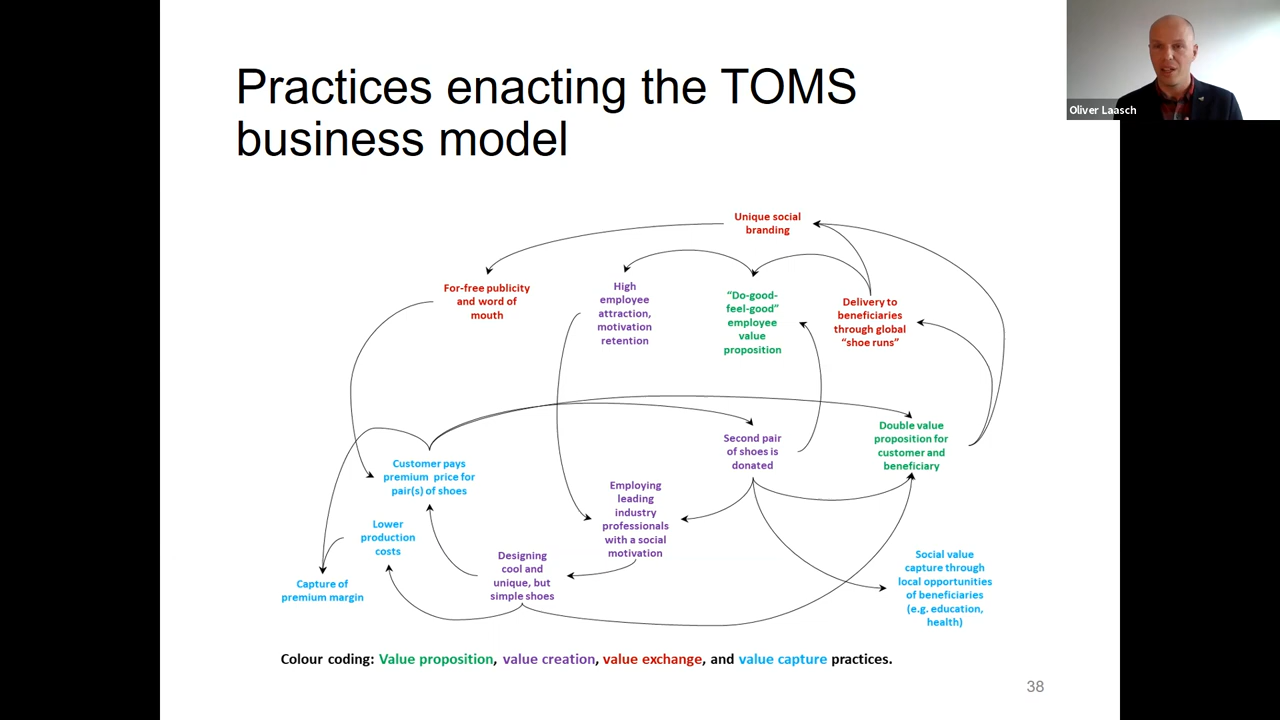 Oliver Laasch
Practices enacting the TOMS
business model
Unique social
branding
For-free publicity
and word of
mouth
High
employee
attraction,
motivation
retention
“Do-good-
feel-good”
employee
value
proposition
Delivery to
beneficiaries
through global
“shoe runs”
Customer pays
premium price for
pair(s) of shoes
Second pair
of shoes is
donated
Double value
proposition for
customer and
beneficiary
Lower
production
costs
Employing
leading
industry
professionals
with a social
motivation
Capture of
premium margin
Designing
cool and
unique, but
simple shoes
Social value
capture through
local opportunities
of beneficiaries
(e.g. education,
health)
Colour coding: Value proposition, value creation, value exchange, and value capture practices.
38